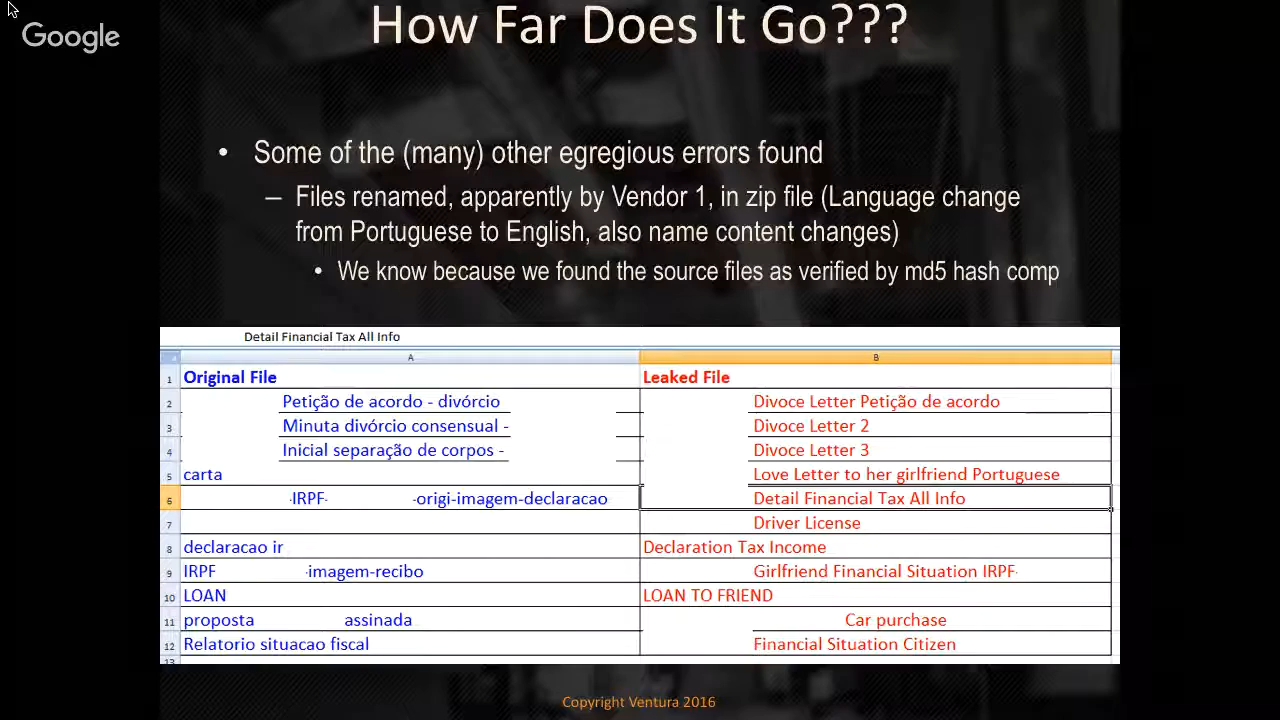 Google
How Far Does It Go???
• Some of the (many) other egregious errors found
– Files renamed, apparently by Vendor 1, in zip file (Language change
from Portuguese to English, also name content changes)
• We know because we found the source files as verified by md5 hash comp
Detail Financial Tax All Info
A B
1 Original File Leaked File
2 Petição de acordo - divórcio Divoce Letter Petição de acordo
3 Minuta divórcio consensual - Divoce Letter 2
4 Inicial separação de corpos - Divoce Letter 3
5 carta Love Letter to her girlfriend Portuguese
6 -IRPF- -origi-imagem-declaracao Detail Financial Tax All Info
7 Driver License
8 declaracao ir Declaration Tax Income
9 IRPF -imagem-recibo Girlfriend Financial Situation IRPF-
10 LOAN LOAN TO FRIEND
11 proposta assinada Car purchase
12 Relatorio situacao fiscal Financial Situation Citizen
13
Copyright Ventura 2016